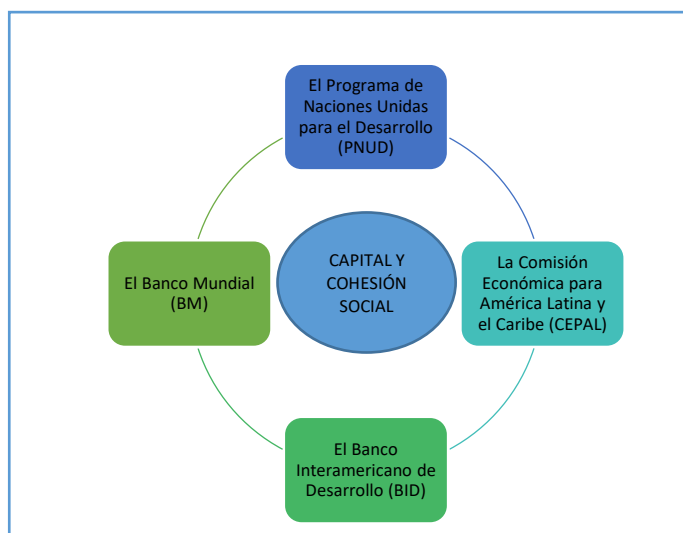 El Programa de
Naciones Unidas
para el Desarrollo
(PNUD)
El Banco Mundial
(BM)
CAPITAL Y
COHESIÓN
SOCIAL
La Comisión
Económica para
América Latina y
el Caribe (CEPAL)
El Banco
Interamericano de
Desarrollo (BID)